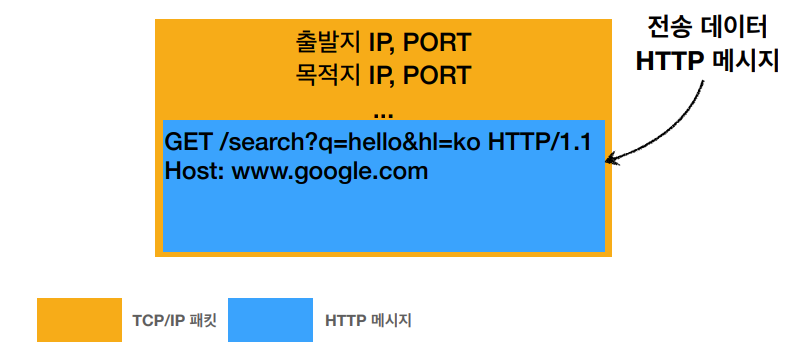 전송 데이터
HTTP 메시지
출발지 IP, PORT
목적지 IP, PORT
...
GET /search?q=hello&hl=ko HTTP/1.1
Host: www.google.com
TCP/IP 패킷
HTTP 메시지